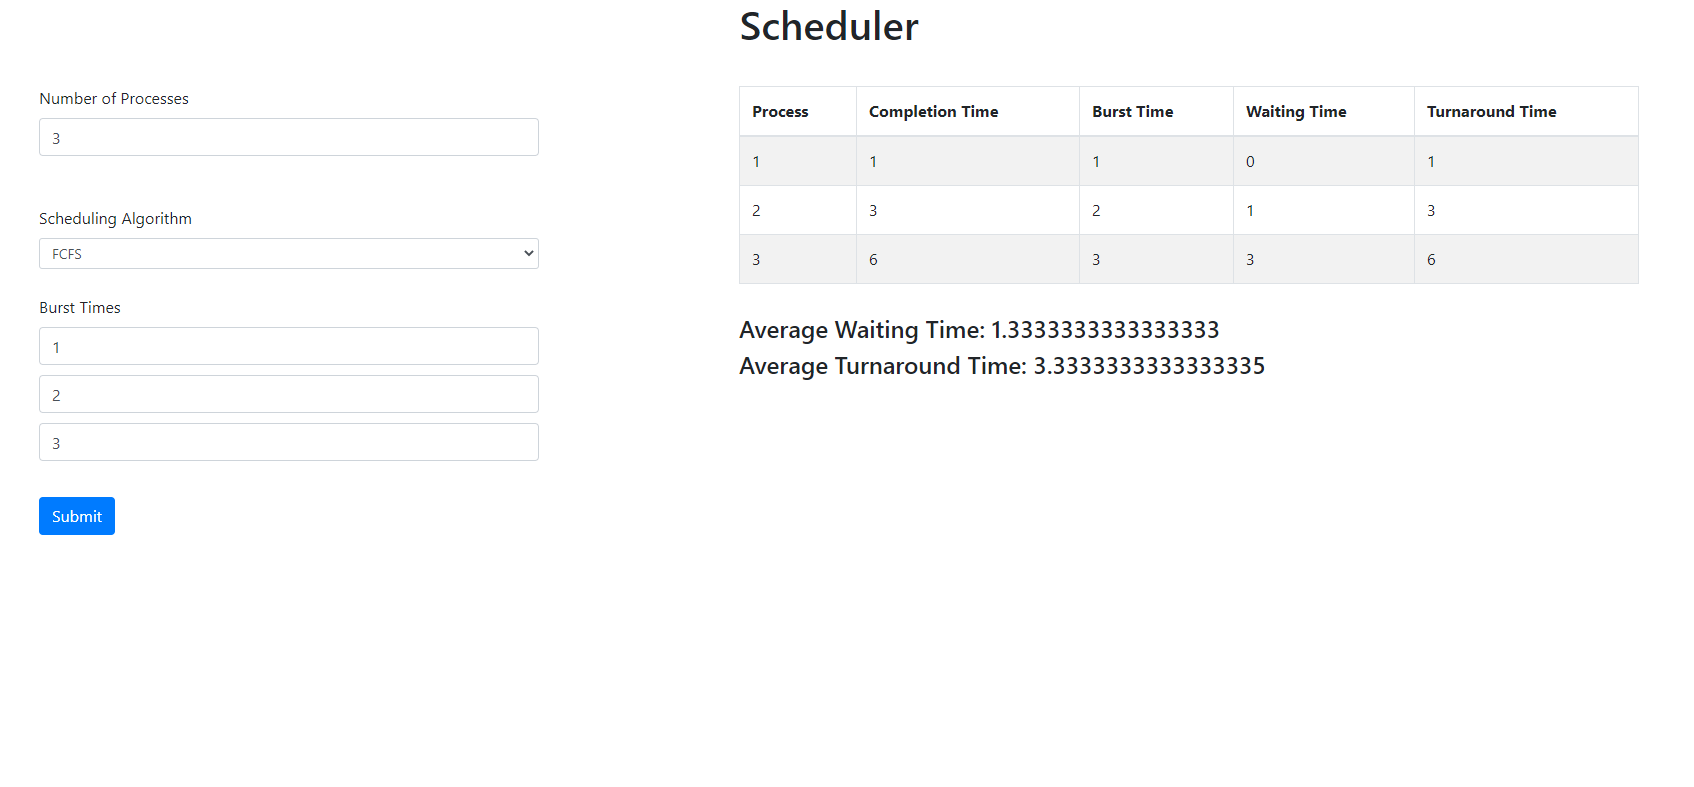 Scheduler
Number of Processes
3
Scheduling Algorithm
FCFS
Burst Times
1
2
3
Submit
Process Completion Time Burst Time Waiting Time Turnaround Time
1 1 1 0 1
2 3 2 1 3
3 6 3 3 6
Average Waiting Time: 1.3333333333333333
Average Turnaround Time: 3.3333333333333335